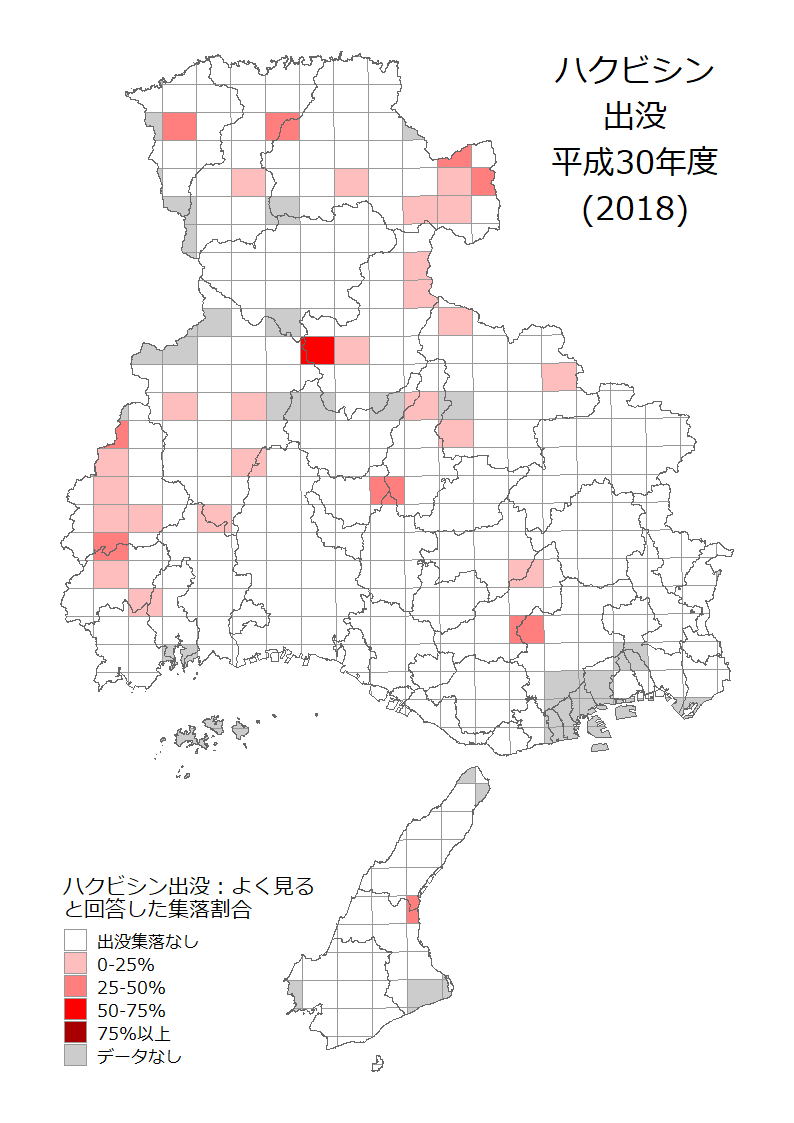 ハクビシン
出没
平成30年度
(2018)
ハクビシン出没：よく見る
と回答した集落割合
出没集落なし
0-25%
25-50%
50-75%
75%以上
データなし